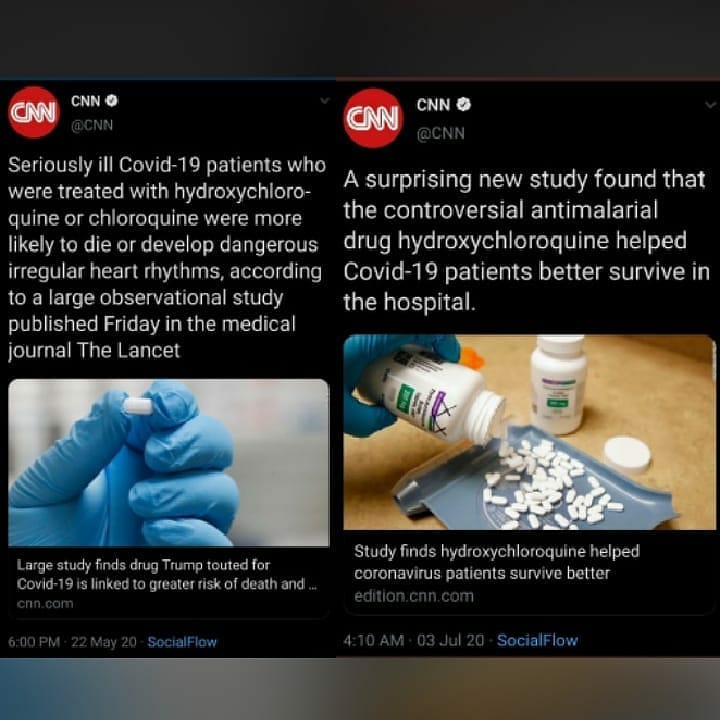 CNN
CNN
@CNN
Seriously ill Covid-19 patients who
were treated with hydroxychloro-
quine or chloroquine were more
likely to die or develop dangerous
irregular heart rhythms, according
to a large observational study
published Friday in the medical
journal The Lancet
Large study finds drug Trump touted for
Covid-19 is linked to greater risk of death and ...
cnn.com
6:00 PM · 22 May 20 · SocialFlow
CNN
CNN
@CNN
A surprising new study found that
the controversial antimalarial
drug hydroxychloroquine helped
Covid-19 patients better survive in
the hospital.
Study finds hydroxychloroquine helped
coronavirus patients survive better
edition.cnn.com
4:10 AM · 03 Jul 20 · SocialFlow